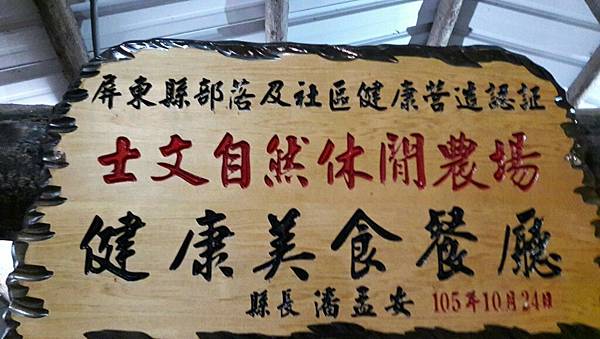 屏東縣部落及社區健康營造認証
士文自然休閒農場
健康美食餐廳
縣長 潘孟安 105年10月24日